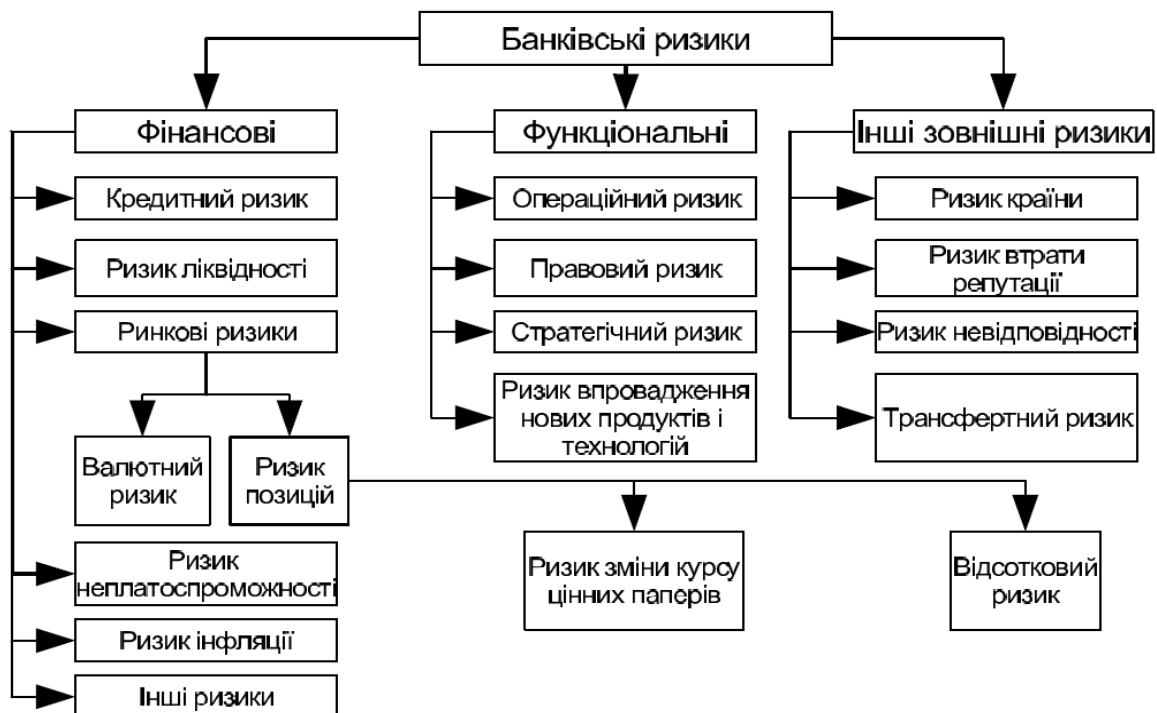 Банківські ризики
Фінансові
Функціональні
Інші зовнішні ризики
Кредитний ризик
Операційний ризик
Ризик країни
Ризик ліквідності
Правовий ризик
Ризик втрати
репутації
Ринкові ризики
Стратегічний ризик
Ризик невідповідності
Ризик впровадження
нових продуктів і
технологій
Трансфертний ризик
Валютний
ризик
Ризик
позицій
Ризик
неплатоспроможності
Ризик зміни курсу
цінних паперів
Відсотковий
ризик
Ризик інфляції
Інші ризики